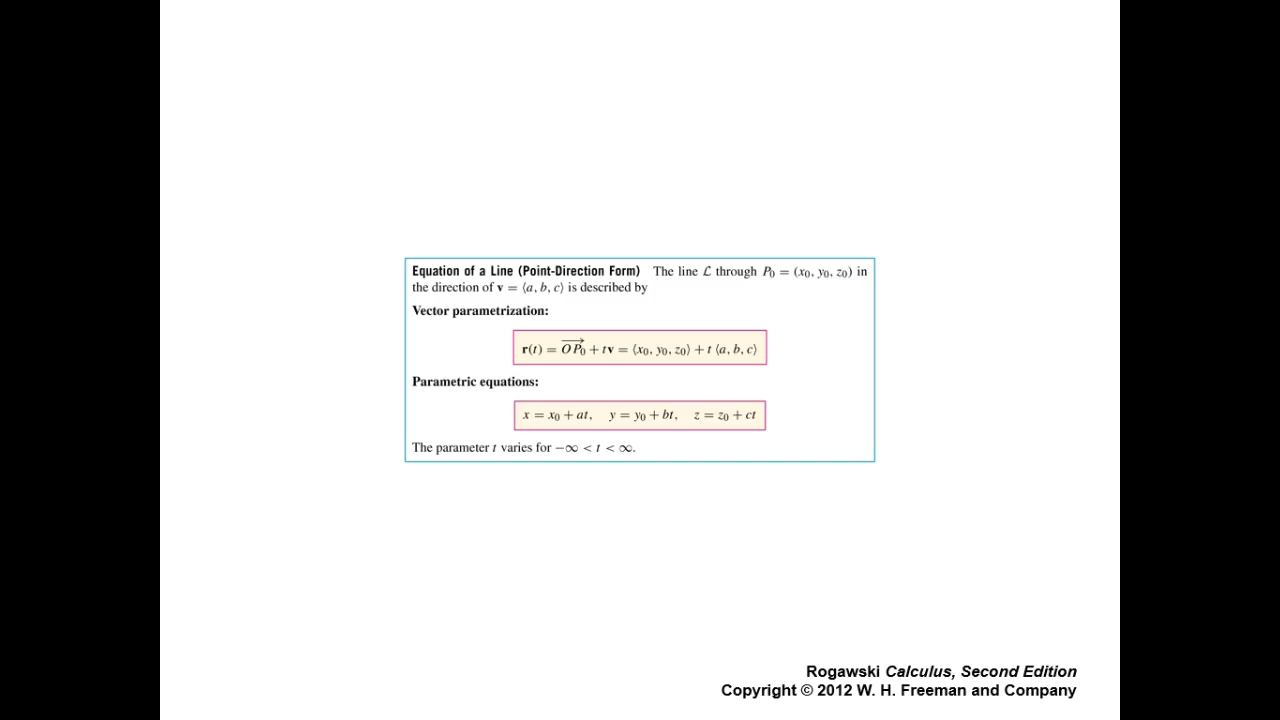 Equation of a Line (Point-Direction Form) The line ℒ through P₀ = (x₀, y₀, z₀) in
the direction of v = ⟨a, b, c⟩ is described by
Vector parametrization:
r(t) = \overrightarrow{OP₀} + tv = ⟨x₀, y₀, z₀⟩ + t ⟨a, b, c⟩
Parametric equations:
x = x₀ + at, y = y₀ + bt, z = z₀ + ct
The parameter t varies for −∞ < t < ∞.
Rogawski Calculus, Second Edition
Copyright © 2012 W. H. Freeman and Company